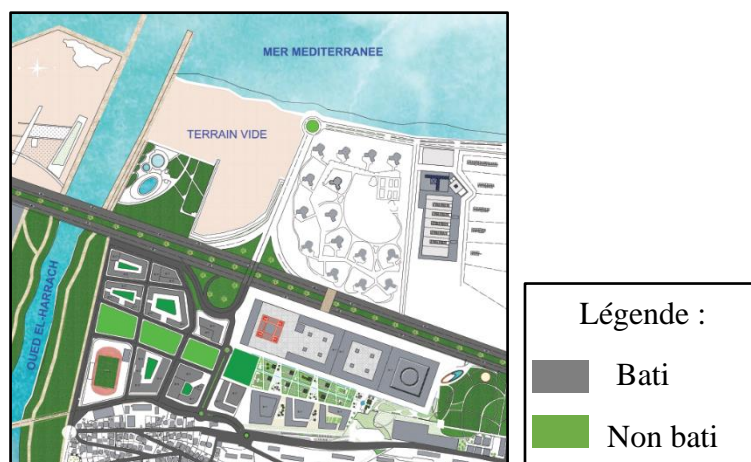 MER MEDITERRANEE
TERRAIN VIDE
OUED EL-HARRACH
Légende :
Bati
Non bati